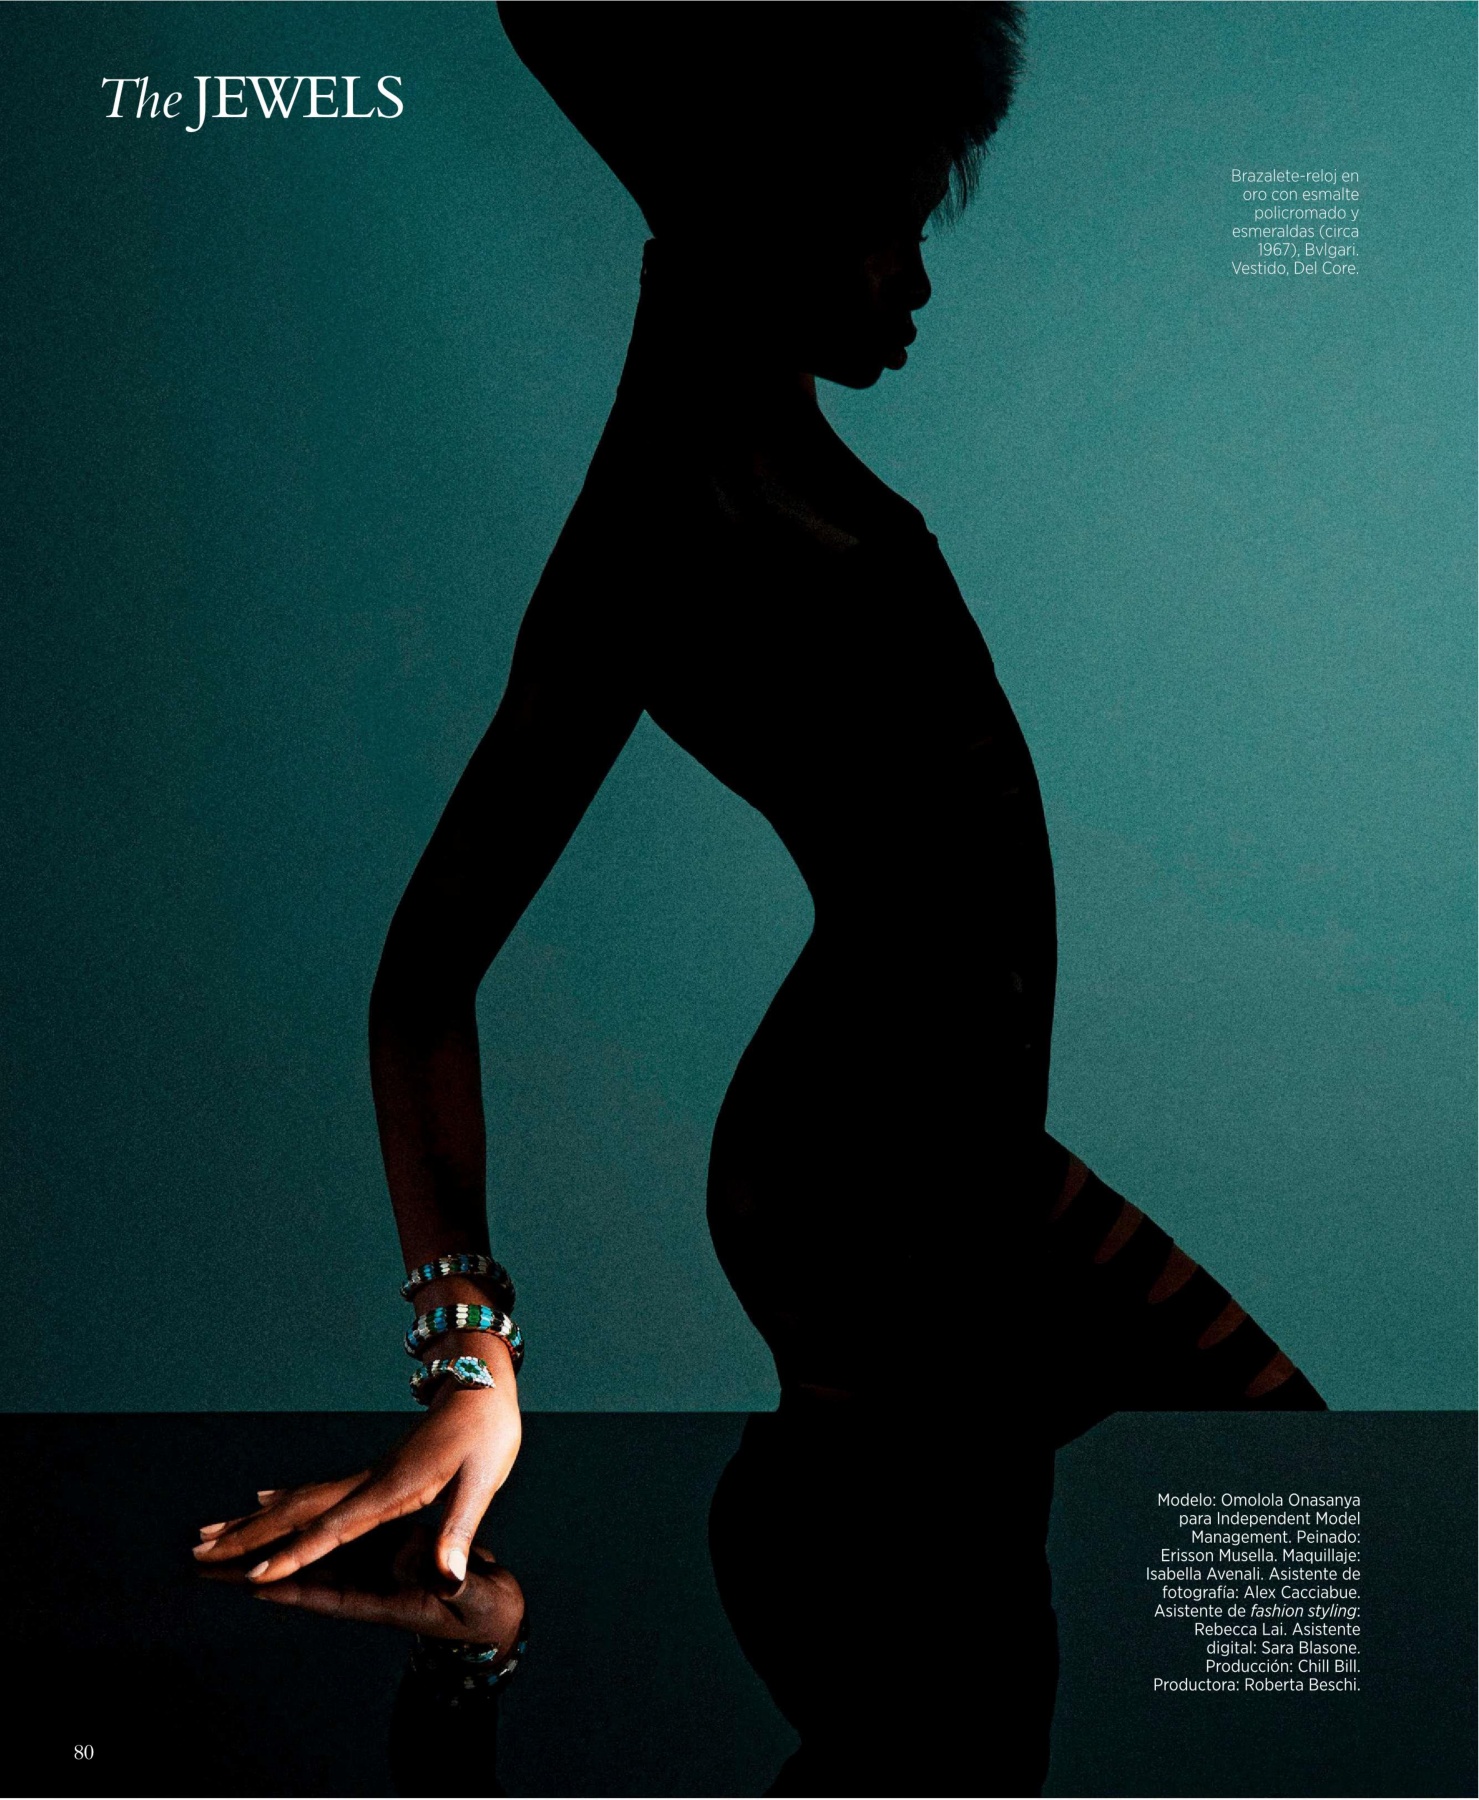 The JEWELS
Brazalete-reloj en
oro con esmalte
policromado y
esmeraldas (circa
1967), Bvlgari.
Vestido, Del Core.
Modelo: Omolola Onasanya
para Independent Model
Management. Peinado:
Erisson Musella. Maquillaje:
Isabella Avenali. Asistente de
fotografía: Alex Cacciabue.
Asistente de fashion styling:
Rebecca Lai. Asistente
digital: Sara Blasone.
Producción: Chill Bill.
Productora: Roberta Beschi.
80